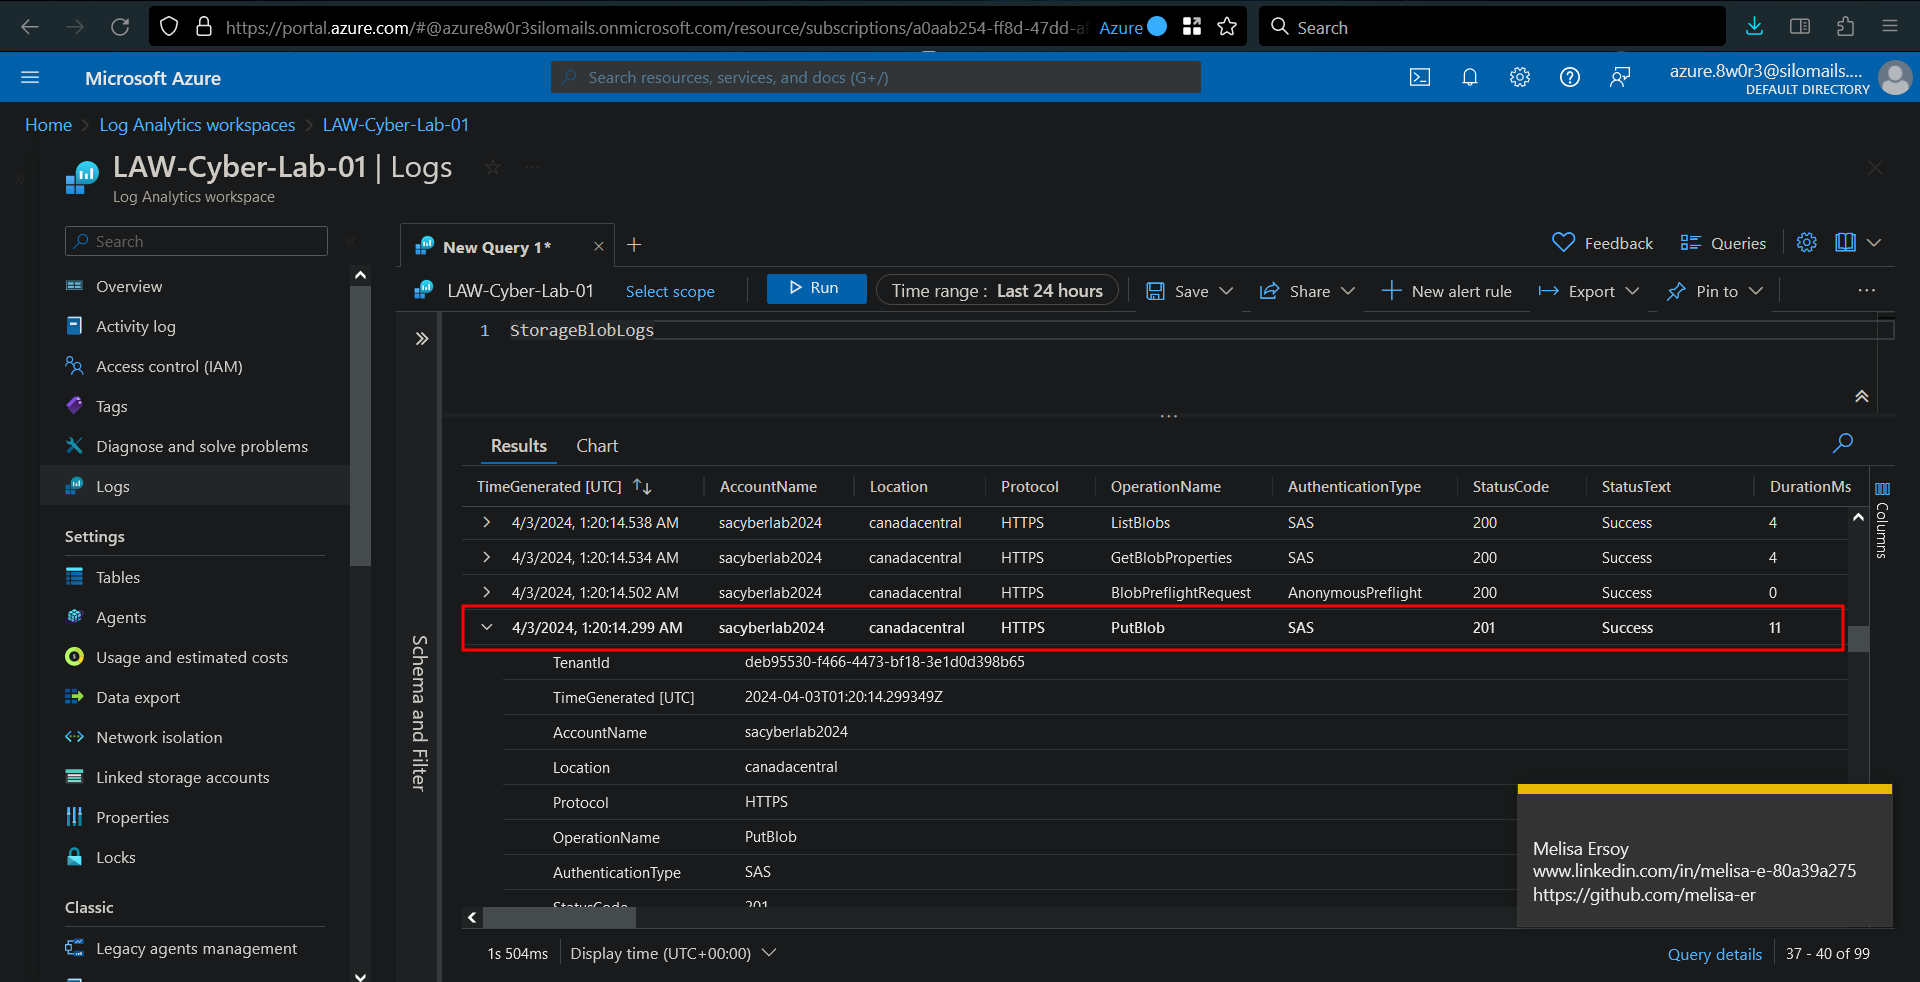 https://portal.azure.com/#@azure8w0r3silomails.onmicrosoft.com/resource/subscriptions/a0aab254-ff8d-47dd-af
Azure
Search
Microsoft Azure
Search resources, services, and docs (G+/)
azure.8w0r3@silomails....
DEFAULT DIRECTORY
Home > Log Analytics workspaces > LAW-Cyber-Lab-01
LAW-Cyber-Lab-01 | Logs
Log Analytics workspace
Search
Overview
Activity log
Access control (IAM)
Tags
Diagnose and solve problems
Logs
Settings
Tables
Agents
Usage and estimated costs
Data export
Network isolation
Linked storage accounts
Properties
Locks
Classic
Legacy agents management
New Query 1*
Feedback
Queries
LAW-Cyber-Lab-01
Select scope
Run
Time range : Last 24 hours
Save
Share
New alert rule
Export
Pin to
Schema and Filter
1 StorageBlobLogs
Results Chart
TimeGenerated [UTC] AccountName Location Protocol OperationName AuthenticationType StatusCode StatusText DurationMs
4/3/2024, 1:20:14.538 AM sacyberlab2024 canadacentral HTTPS ListBlobs SAS 200 Success 4
4/3/2024, 1:20:14.534 AM sacyberlab2024 canadacentral HTTPS GetBlobProperties SAS 200 Success 4
4/3/2024, 1:20:14.502 AM sacyberlab2024 canadacentral HTTPS BlobPreflightRequest AnonymousPreflight 200 Success 0
4/3/2024, 1:20:14.299 AM sacyberlab2024 canadacentral HTTPS PutBlob SAS 201 Success 11
TenantId deb95530-f466-4473-bf18-3e1d0d398b65
TimeGenerated [UTC] 2024-04-03T01:20:14.299349Z
AccountName sacyberlab2024
Location canadacentral
Protocol HTTPS
OperationName PutBlob
AuthenticationType SAS
StatusCode 201
Columns
Melisa Ersoy
www.linkedin.com/in/melisa-e-80a39a275
https://github.com/melisa-er
1s 504ms
Display time (UTC+00:00)
Query details
37 - 40 of 99